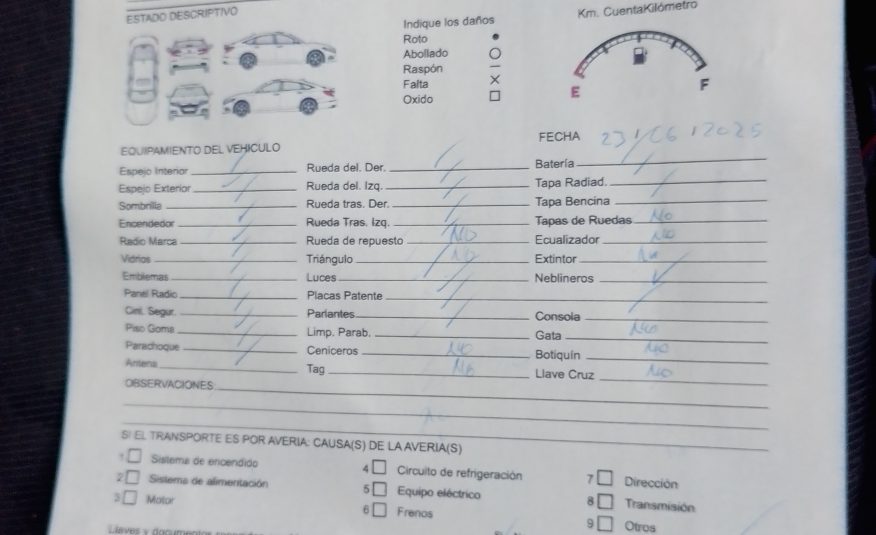 ESTADO DESCRIPTIVO
Indique los daños
Roto
Abollado
Raspón
Falta
Oxido
Km. CuentaKilómetro
E F
FECHA 23/06/2025
EQUIPAMIENTO DEL VEHICULO
Espejo Interior
Espejo Exterior
Sombrilla
Encendedor
Radio Marca
Vidrios
Emblemas
Panel Radio
Cint. Segur.
Piso Goma
Parachoque
Antena
Rueda del. Der.
Rueda del. Izq.
Rueda tras. Der.
Rueda Tras. Izq.
Rueda de repuesto NO
Triángulo NO
Luces
Placas Patente
Parlantes
Limp. Parab.
Ceniceros NO
Tag No
Batería
Tapa Radiad.
Tapa Bencina
Tapas de Ruedas No
Ecualizador NO
Extintor No
Neblineros
Consola
Gata No
Botiquín No
Llave Cruz NO
OBSERVACIONES
SI EL TRANSPORTE ES POR AVERIA: CAUSA(S) DE LA AVERIA(S)
1 Sistema de encendido
2 Sistema de alimentación
3 Motor
4 Circuito de refrigeración
5 Equipo eléctrico
6 Frenos
7 Dirección
8 Transmisión
9 Otros
Llaves y documentos